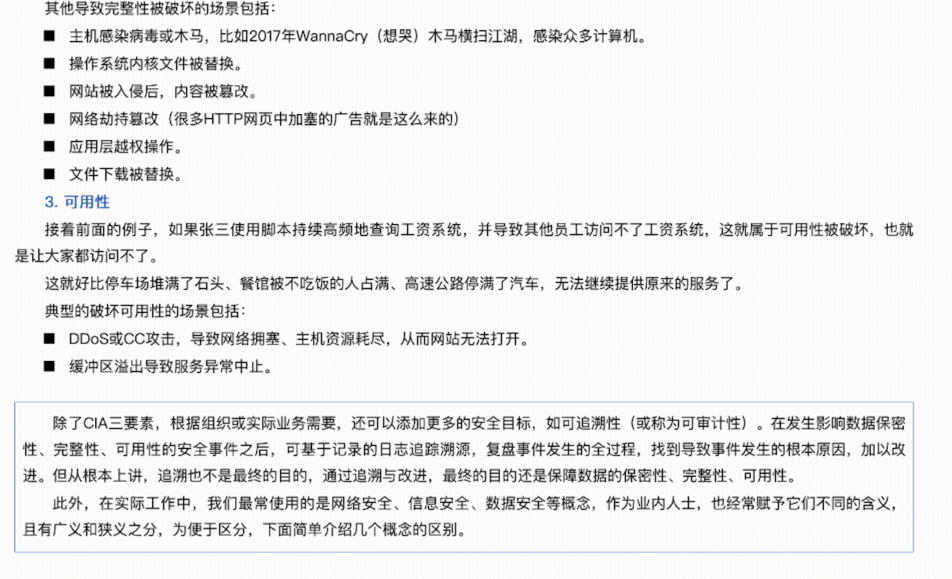 其他导致完整性被破坏的场景包括：
■ 主机感染病毒或木马，比如2017年WannaCry（想哭）木马横扫江湖，感染众多计算机。
■ 操作系统内核文件被替换。
■ 网站被入侵后，内容被篡改。
■ 网络劫持篡改（很多HTTP网页中加塞的广告就是这么来的）
■ 应用层越权操作。
■ 文件下载被替换。
3. 可用性
接着前面的例子，如果张三使用脚本持续高频地查询工资系统，并导致其他员工访问不了工资系统，这就属于可用性被破坏，也就
是让大家都访问不了。
这就好比停车场堆满了石头、餐馆被不吃饭的人占满、高速公路停满了汽车，无法继续提供原来的服务了。
典型的破坏可用性的场景包括：
■ DDoS或CC攻击，导致网络拥塞、主机资源耗尽，从而网站无法打开。
■ 缓冲区溢出导致服务异常中止。
除了CIA三要素，根据组织或实际业务需要，还可以添加更多的安全目标，如可追溯性（或称为可审计性）。在发生影响数据保密
性、完整性、可用性的安全事件之后，可基于记录的日志追踪溯源，复盘事件发生的全过程，找到导致事件发生的根本原因，加以改
进。但从根本上讲，追溯也不是最终的目的，通过追溯与改进，最终的目的还是保障数据的保密性、完整性、可用性。
此外，在实际工作中，我们最常使用的是网络安全、信息安全、数据安全等概念，作为业内人士，也经常赋予它们不同的含义，
且有广义和狭义之分，为便于区分，下面简单介绍几个概念的区别。